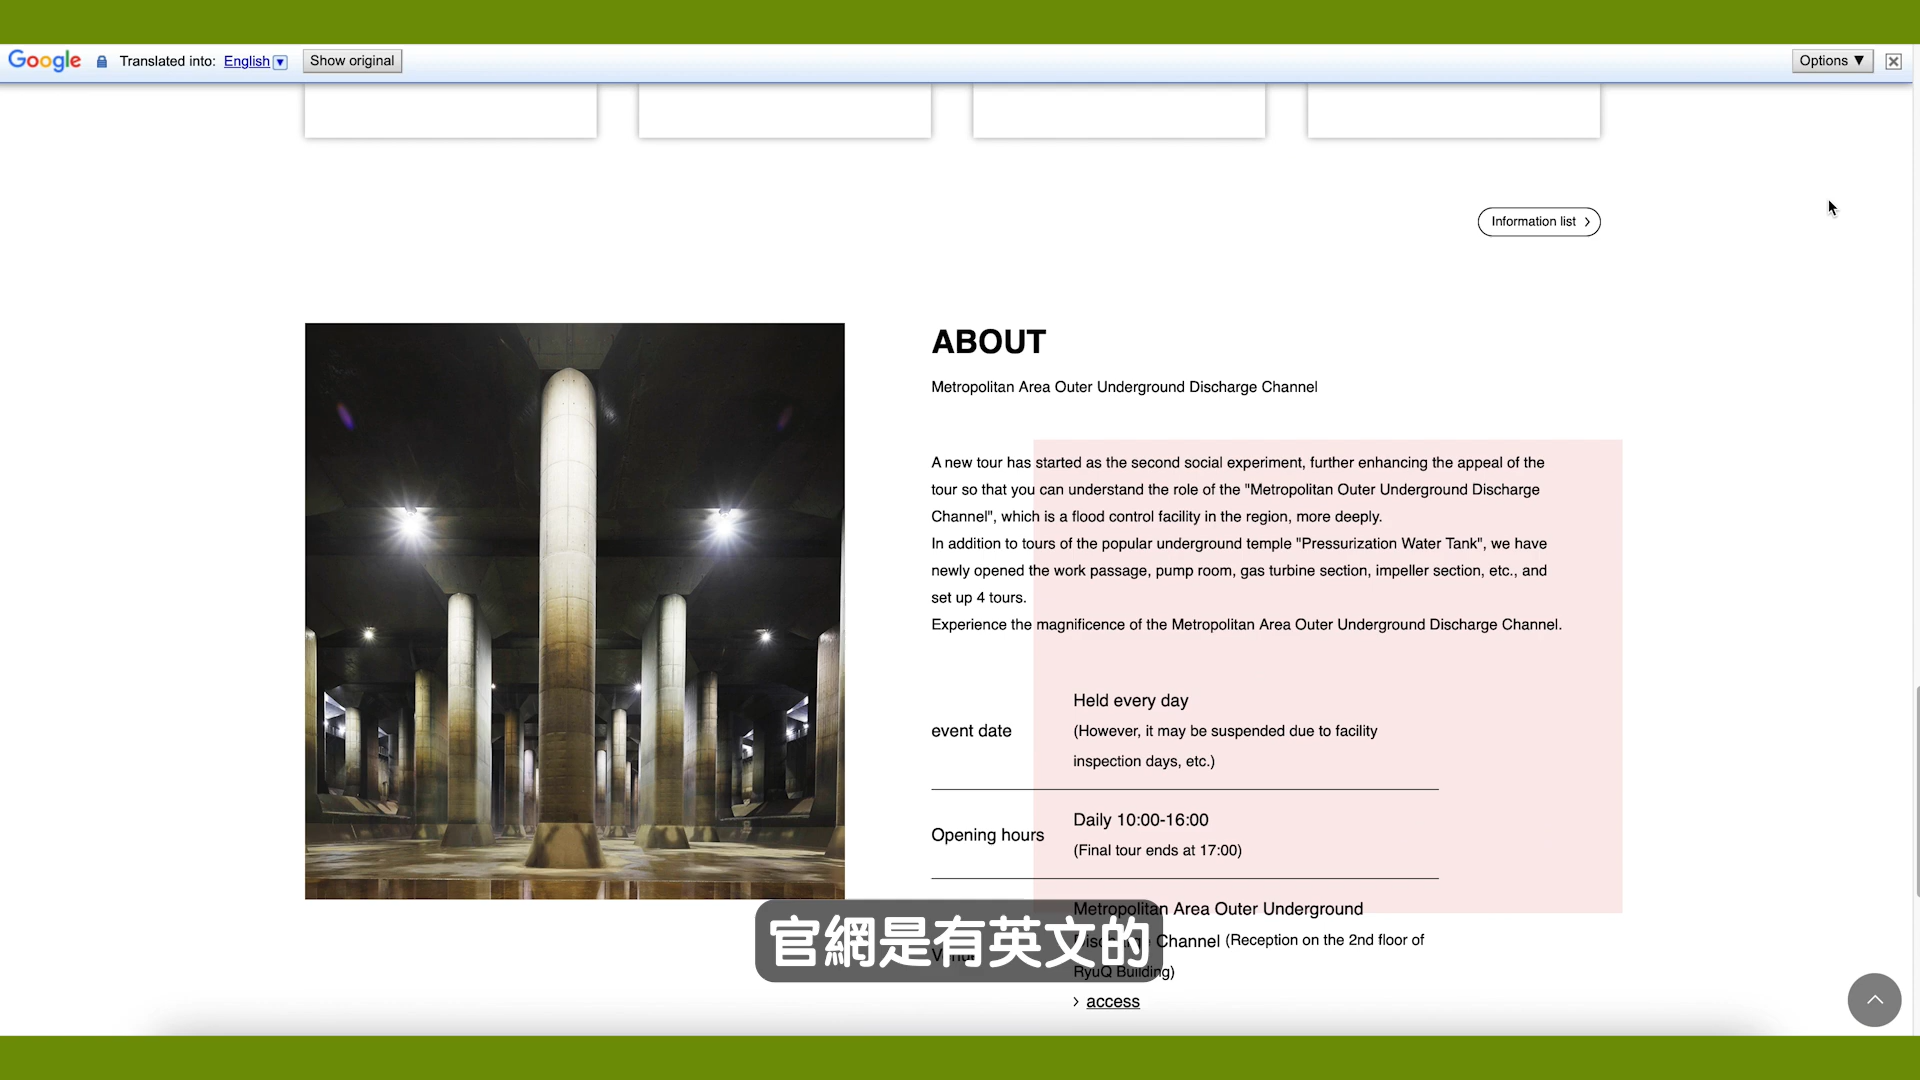 Google Translated into: English Show original Options ▼
Information list
ABOUT
Metropolitan Area Outer Underground Discharge Channel
A new tour has started as the second social experiment, further enhancing the appeal of the
tour so that you can understand the role of the "Metropolitan Outer Underground Discharge
Channel", which is a flood control facility in the region, more deeply.
In addition to tours of the popular underground temple "Pressurization Water Tank", we have
newly opened the work passage, pump room, gas turbine section, impeller section, etc., and
set up 4 tours.
Experience the magnificence of the Metropolitan Area Outer Underground Discharge Channel.
event date
Held every day
(However, it may be suspended due to facility
inspection days, etc.)
Opening hours
Daily 10:00-16:00
(Final tour ends at 17:00)
Metropolitan Area Outer Underground
Channel (Reception on the 2nd floor of
RyuQ Building)
> access
官網是有英文的